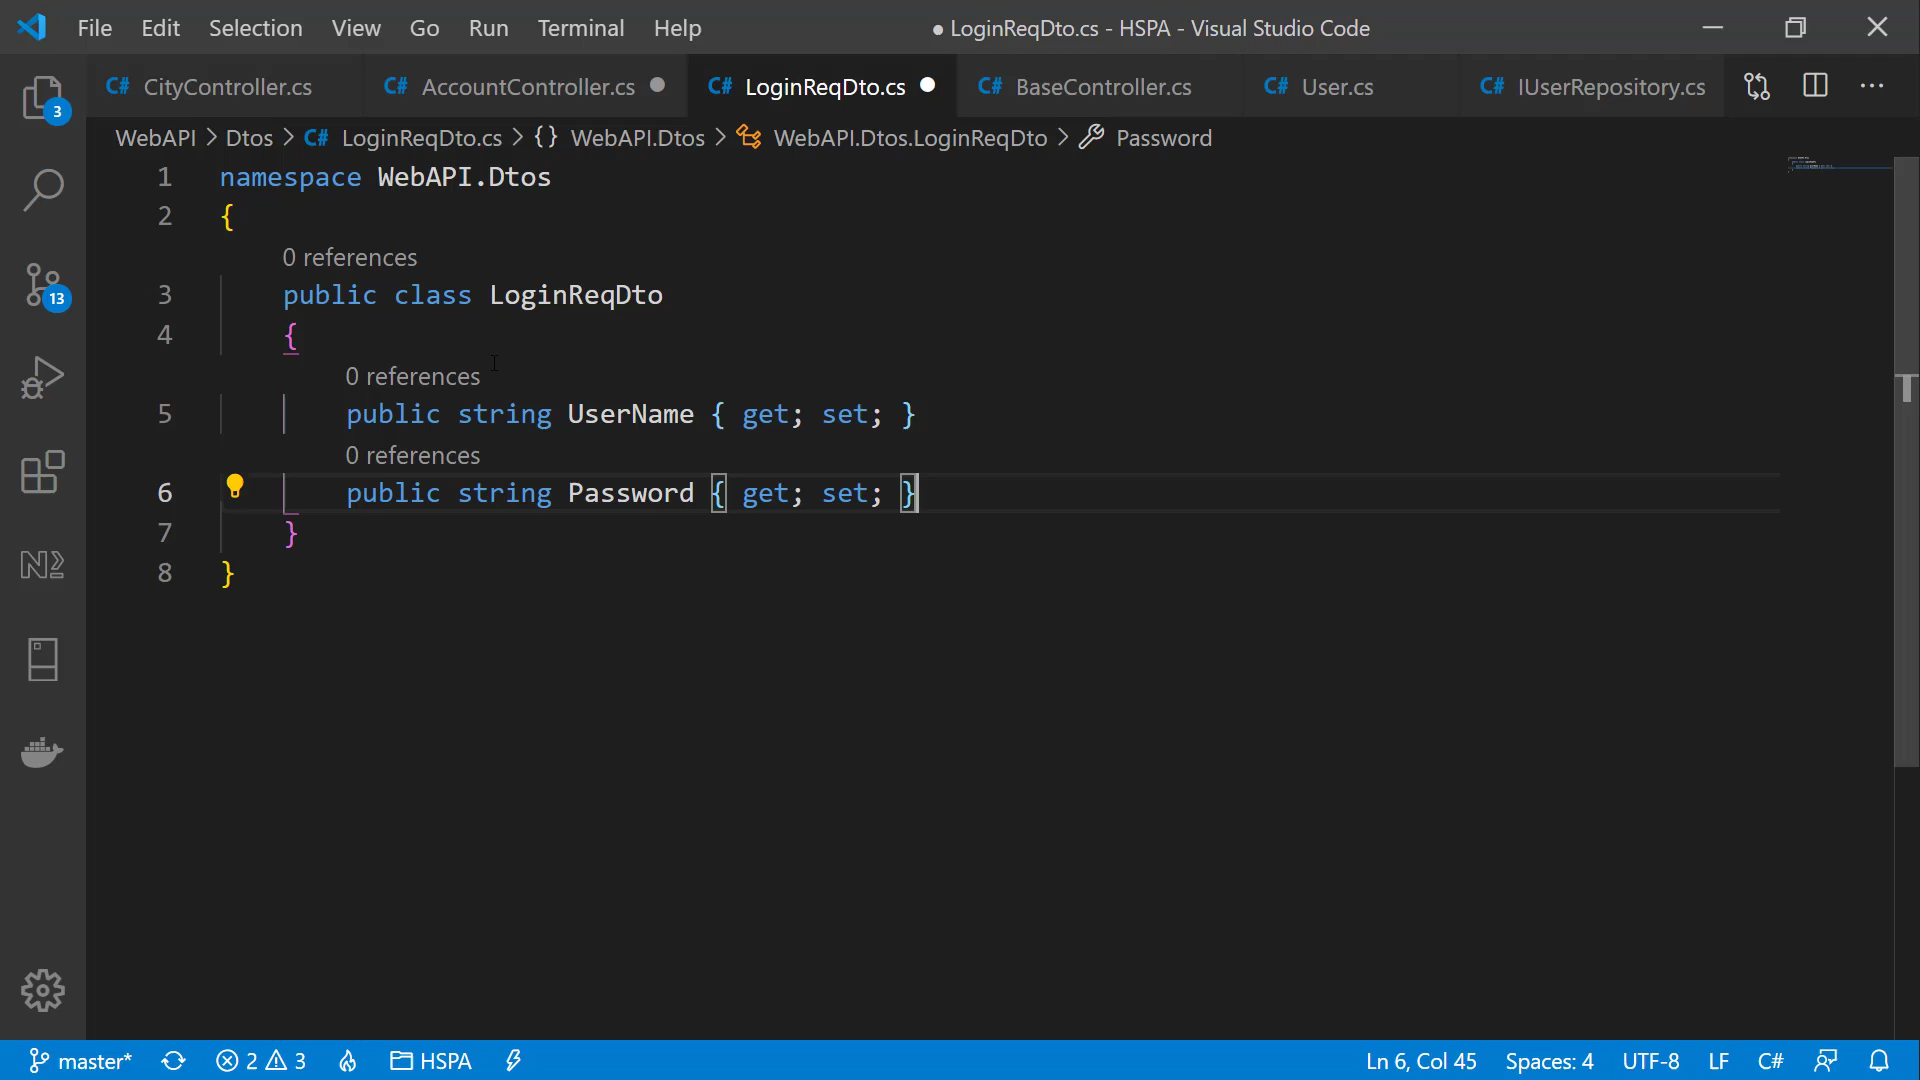 File Edit Selection View Go Run Terminal Help ● LoginReqDto.cs - HSPA - Visual Studio Code
C# CityController.cs C# AccountController.cs ● C# LoginReqDto.cs ● C# BaseController.cs C# User.cs C# IUserRepository.cs ...
WebAPI > Dtos > C# LoginReqDto.cs > {} WebAPI.Dtos > WebAPI.Dtos.LoginReqDto > Password
1 namespace WebAPI.Dtos
2 {
0 references
3 public class LoginReqDto
4 {
0 references
5 public string UserName { get; set; }
0 references
6 public string Password { get; set; }
7 }
8 }
3
13
master* 2 3 HSPA Ln 6, Col 45 Spaces: 4 UTF-8 LF C#